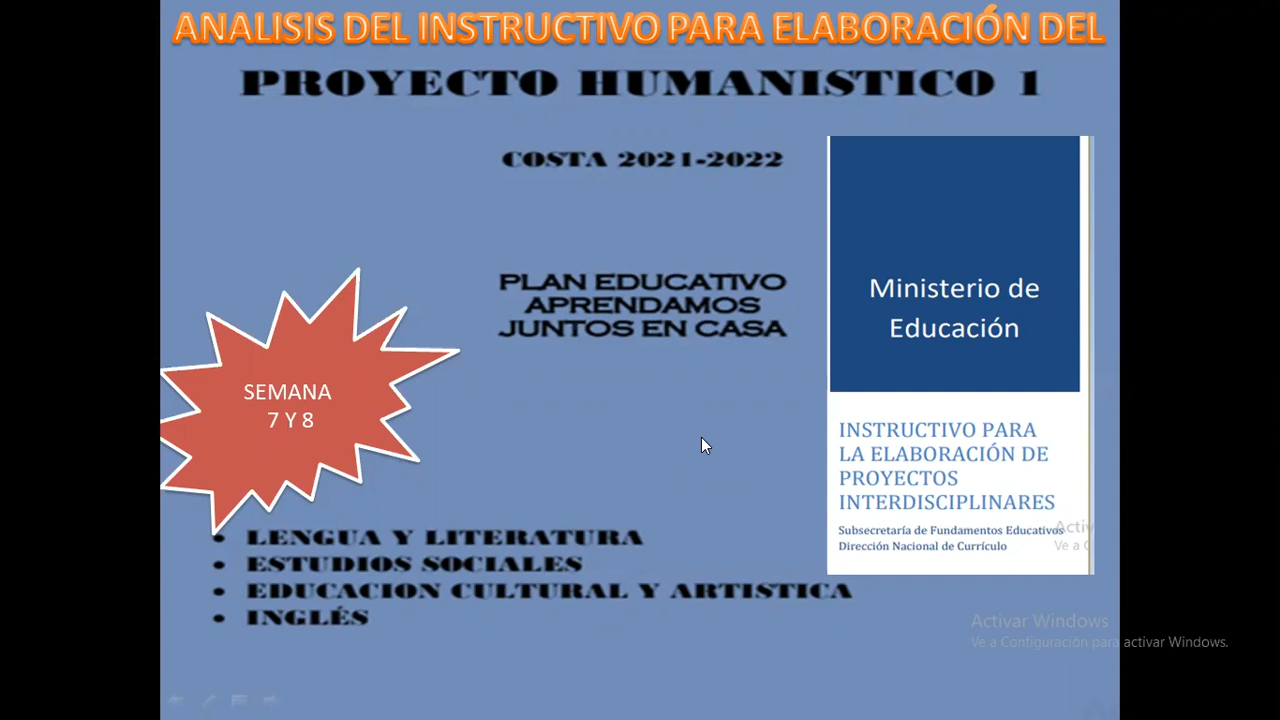 ANALISIS DEL INSTRUCTIVO PARA ELABORACIÓN DEL
PROYECTO HUMANISTICO 1
COSTA 2021-2022
PLAN EDUCATIVO
APRENDAMOS
JUNTOS EN CASA
Ministerio de
Educación
INSTRUCTIVO PARA
LA ELABORACIÓN DE
PROYECTOS
INTERDISCIPLINARES
Subsecretaría de Fundamentos Educativos
Dirección Nacional de Currículo
Activ
Ve a C
SEMANA
7 Y 8
• LENGUA Y LITERATURA
• ESTUDIOS SOCIALES
• EDUCACION CULTURAL Y ARTISTICA
• INGLÉS
Activar Windows
Ve a Configuración para activar Windows.